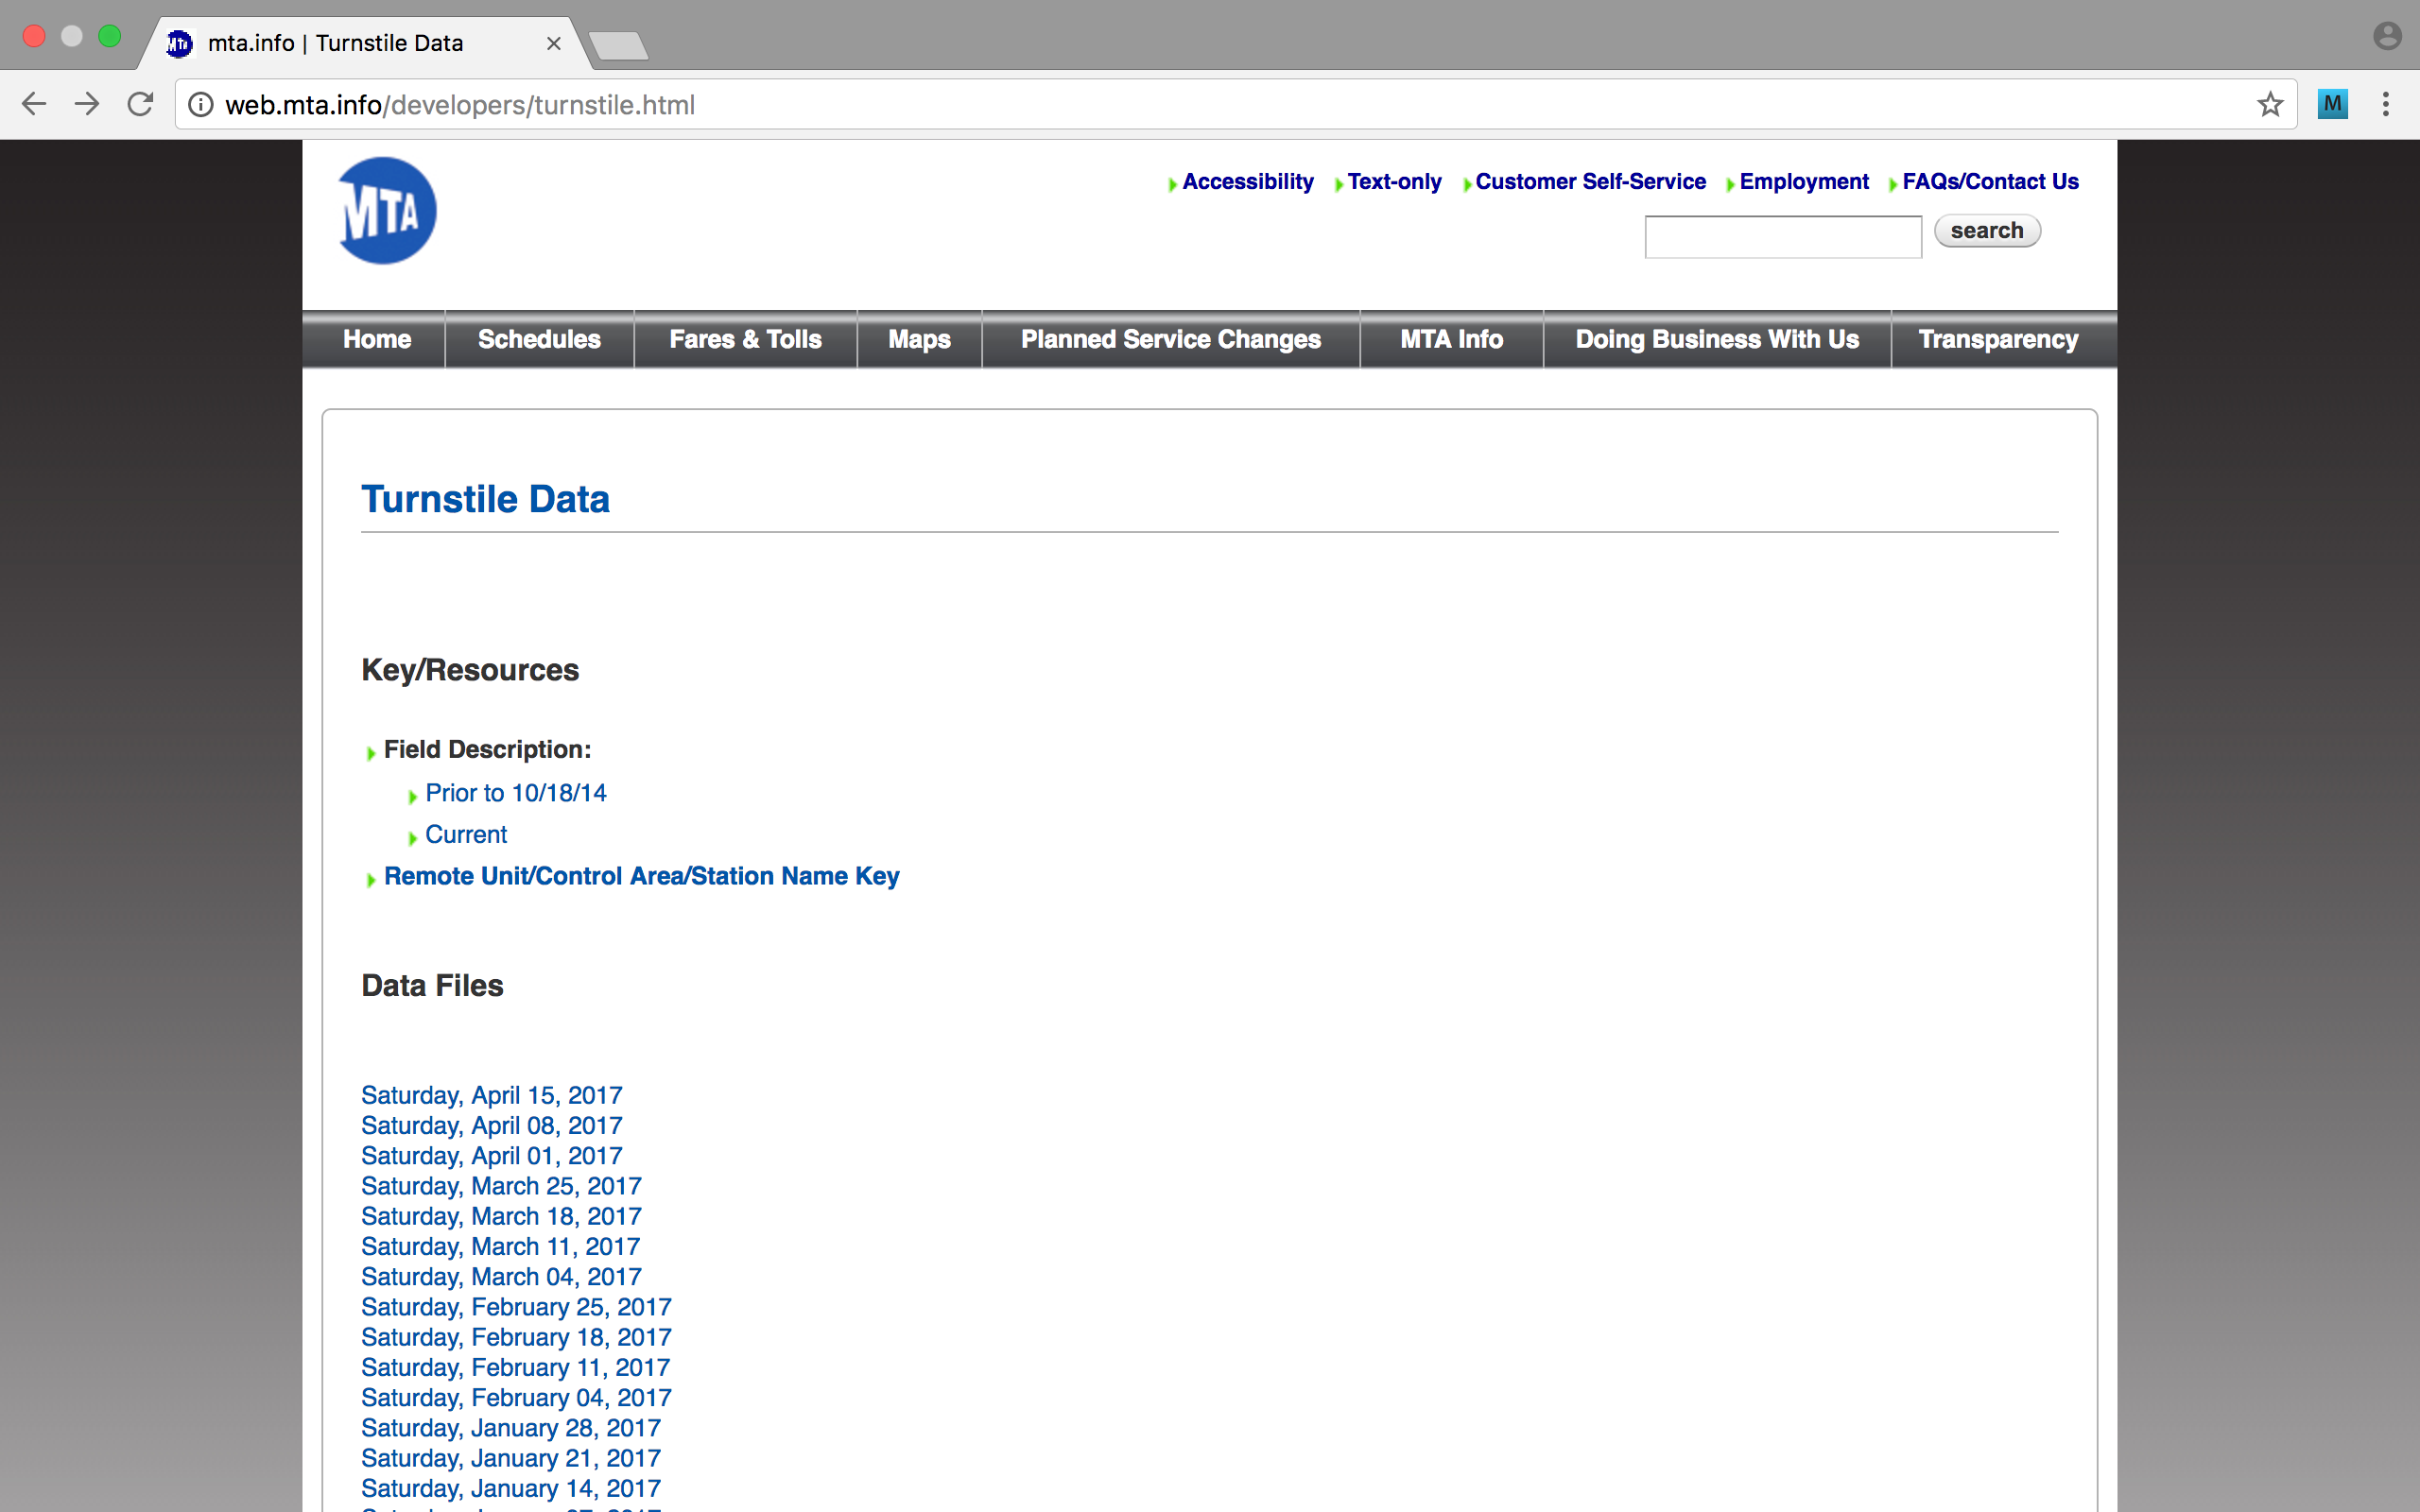 mta.info | Turnstile Data
web.mta.info/developers/turnstile.html
M
MTA
Accessibility Text-only Customer Self-Service Employment FAQs/Contact Us
search
Home Schedules Fares & Tolls Maps Planned Service Changes MTA Info Doing Business With Us Transparency
Turnstile Data
Key/Resources
Field Description:
Prior to 10/18/14
Current
Remote Unit/Control Area/Station Name Key
Data Files
Saturday, April 15, 2017
Saturday, April 08, 2017
Saturday, April 01, 2017
Saturday, March 25, 2017
Saturday, March 18, 2017
Saturday, March 11, 2017
Saturday, March 04, 2017
Saturday, February 25, 2017
Saturday, February 18, 2017
Saturday, February 11, 2017
Saturday, February 04, 2017
Saturday, January 28, 2017
Saturday, January 21, 2017
Saturday, January 14, 2017